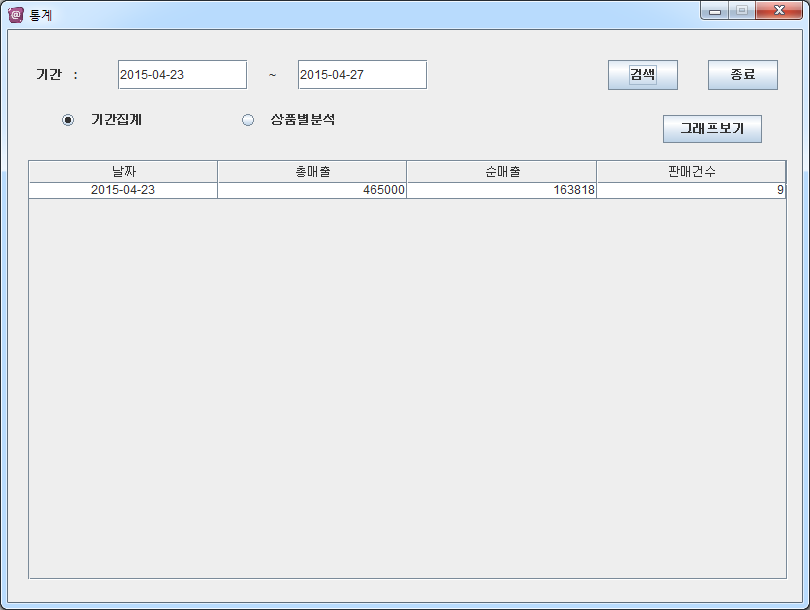 통계
기간 : 2015-04-23 ~ 2015-04-27 검색 종료
기간집계 상품별분석
그래프보기
날짜 총매출 순매출 판매건수
2015-04-23 465000 163818 9